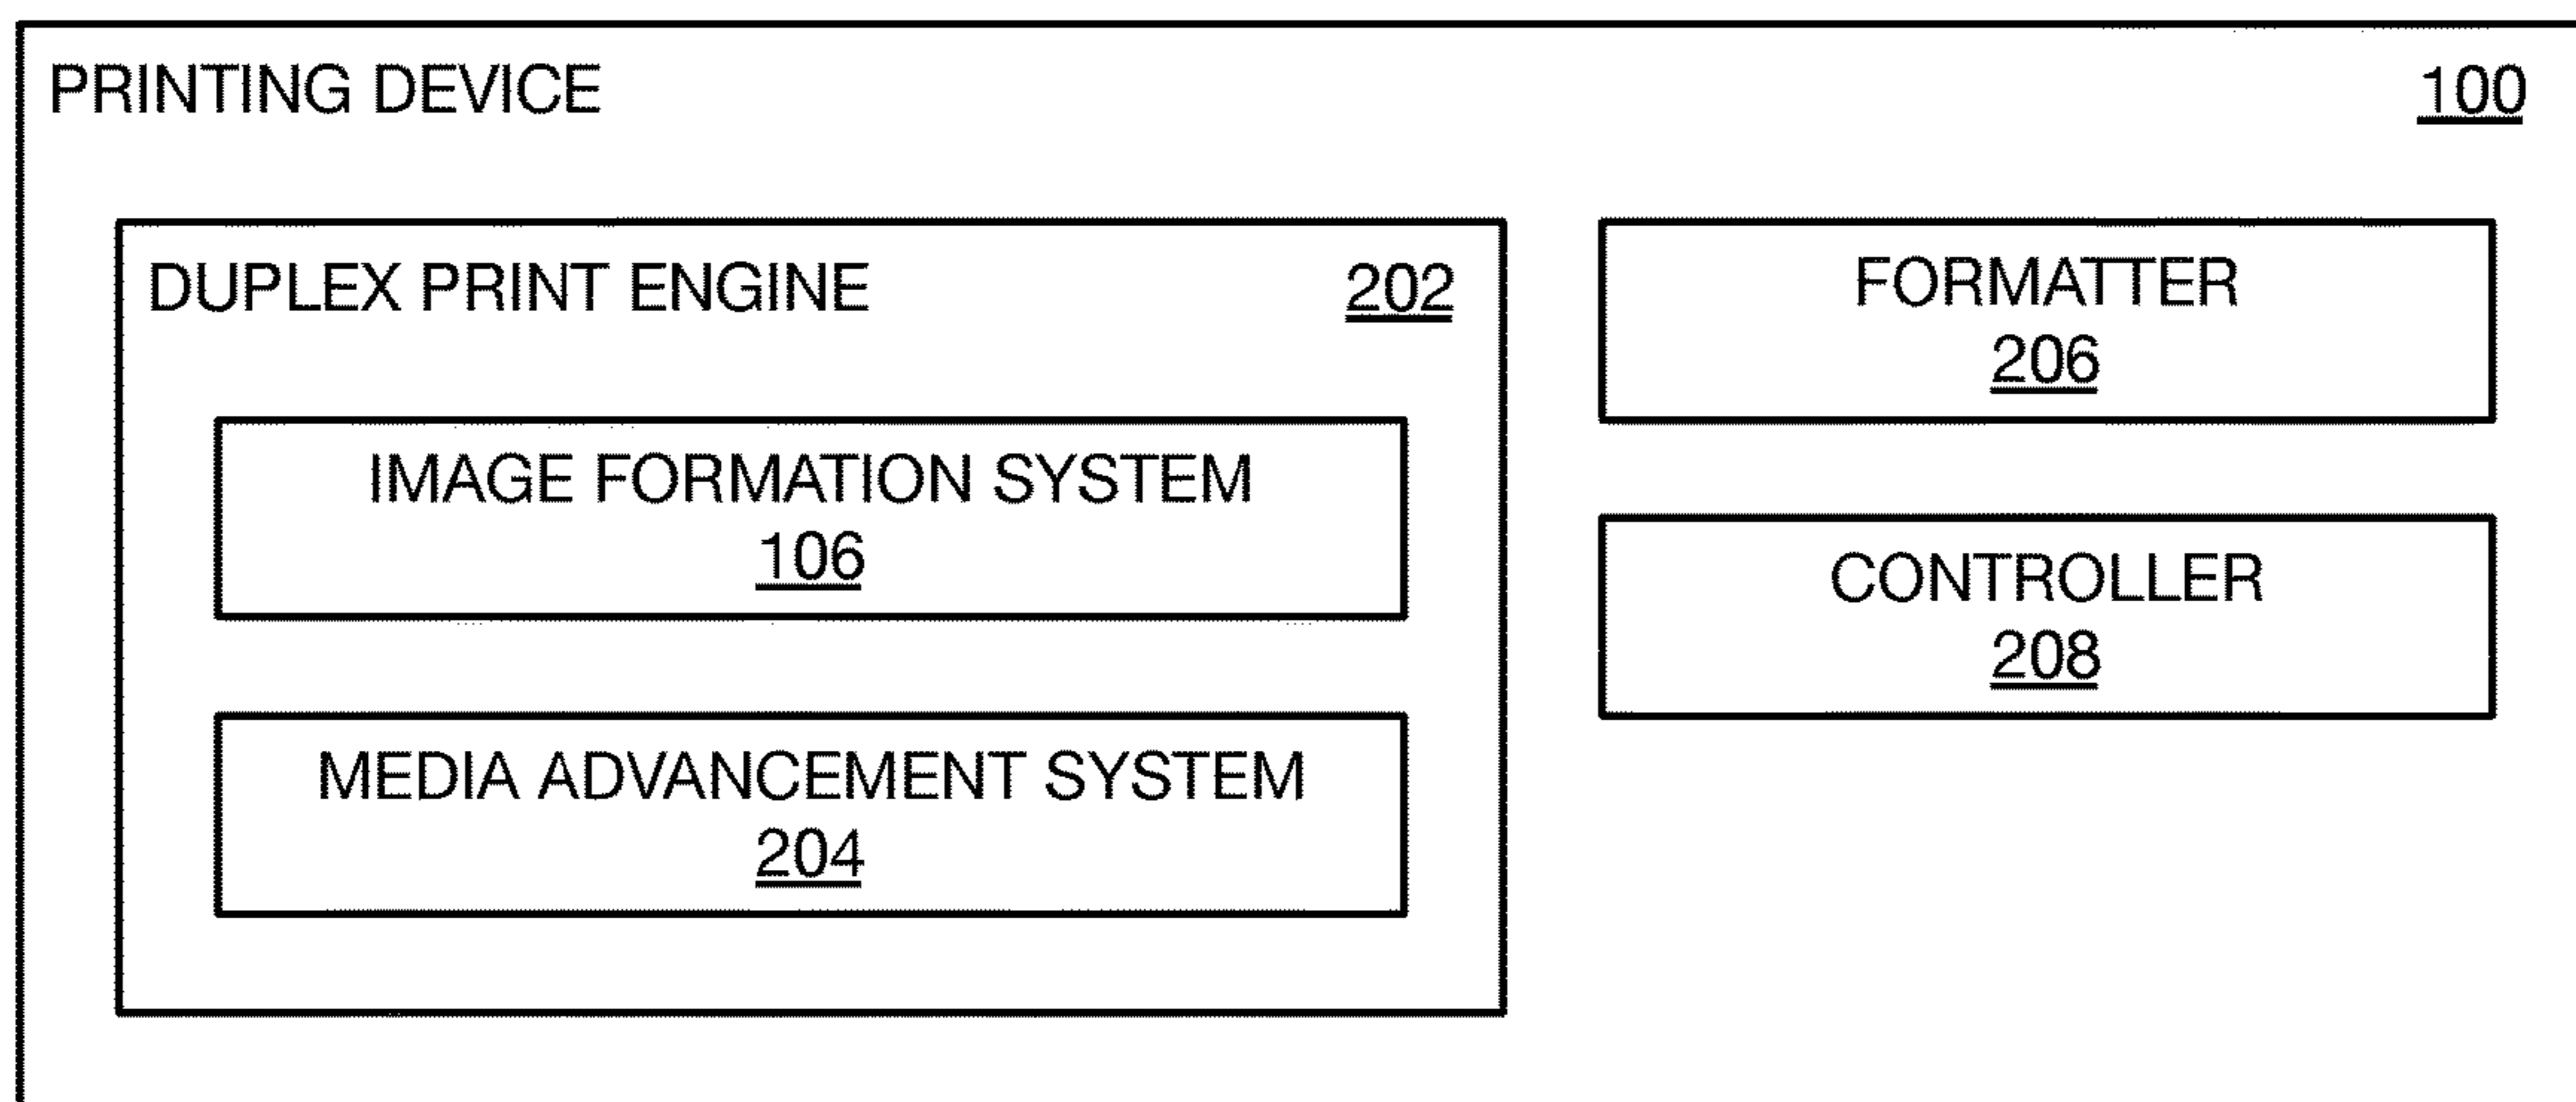 PRINTING DEVICE 100
DUPLEX PRINT ENGINE 202
IMAGE FORMATION SYSTEM
106
MEDIA ADVANCEMENT SYSTEM
204
FORMATTER
206
CONTROLLER
208